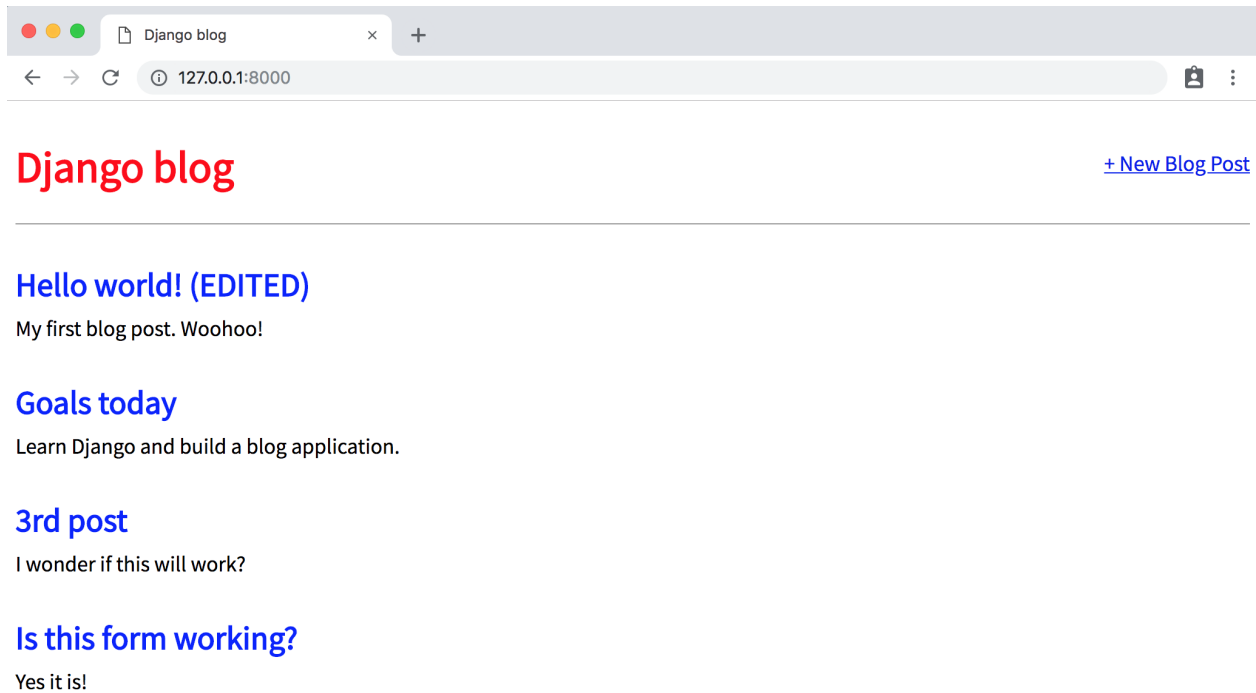 Django blog
127.0.0.1:8000
Django blog
+ New Blog Post
Hello world! (EDITED)
My first blog post. Woohoo!
Goals today
Learn Django and build a blog application.
3rd post
I wonder if this will work?
Is this form working?
Yes it is!